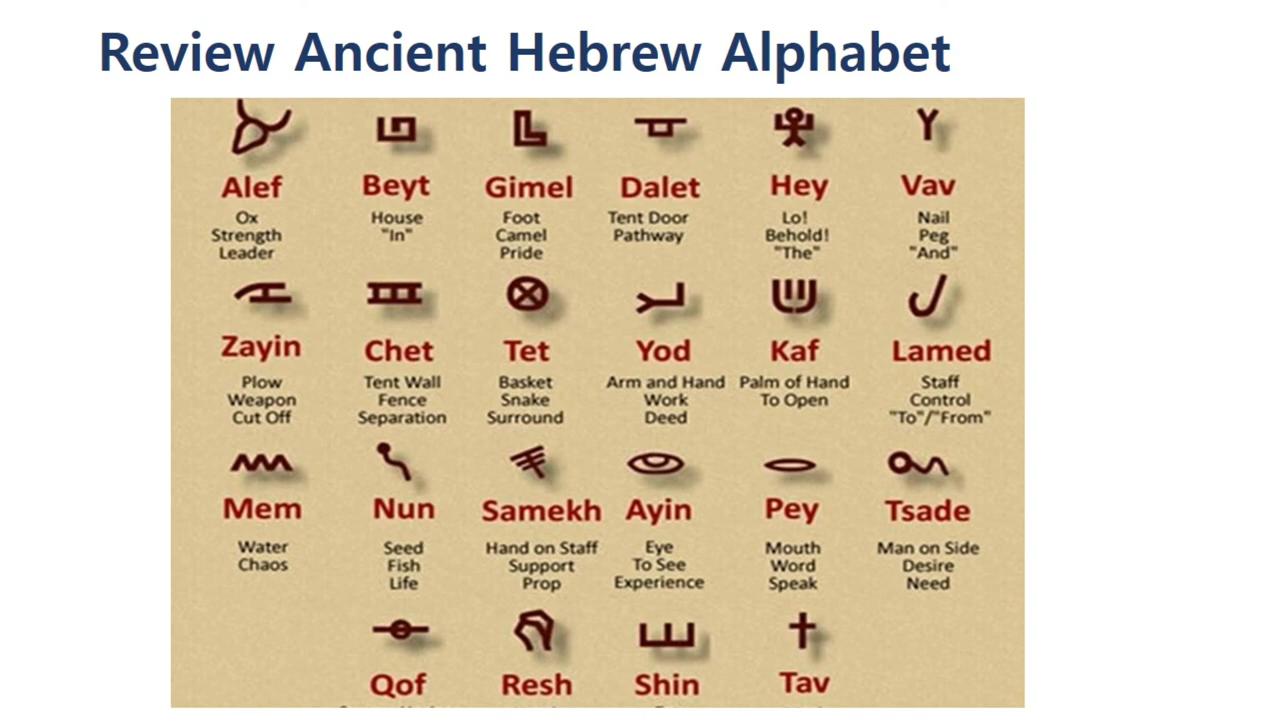 Review Ancient Hebrew Alphabet
Alef Beyt Gimel Dalet Hey Vav
Ox House Foot Tent Door Lo! Nail
Strength "In" Camel Pathway Behold! Peg
Leader Pride "The" "And"
Zayin Chet Tet Yod Kaf Lamed
Plow Tent Wall Basket Arm and Hand Palm of Hand Staff
Weapon Fence Snake Work To Open Control
Cut Off Separation Surround Deed "To"/"From"
Mem Nun Samekh Ayin Pey Tsade
Water Seed Hand on Staff Eye Mouth Man on Side
Chaos Fish Support To See Word Desire
Life Prop Experience Speak Need
Qof Resh Shin Tav